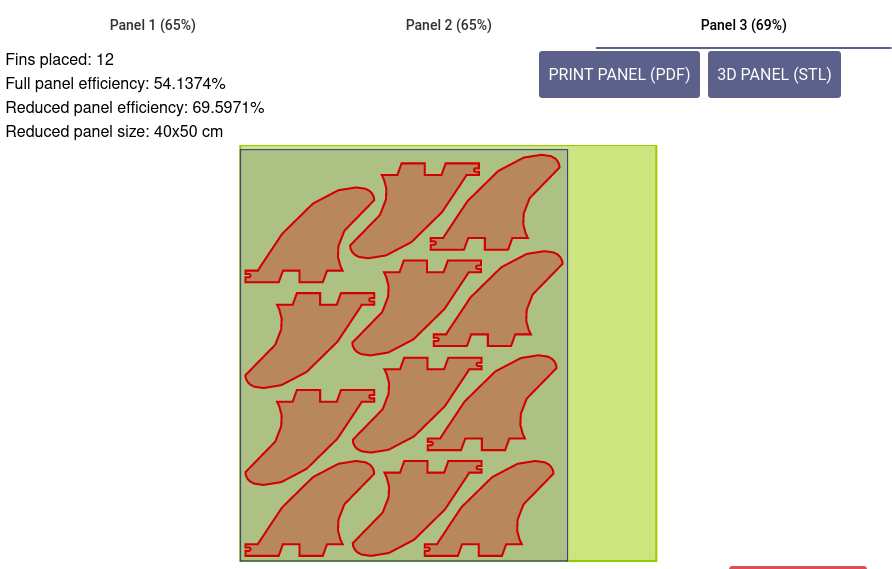 Panel 1 (65%)
Panel 2 (65%)
Panel 3 (69%)
Fins placed: 12
Full panel efficiency: 54.1374%
Reduced panel efficiency: 69.5971%
Reduced panel size: 40x50 cm
PRINT PANEL (PDF)
3D PANEL (STL)